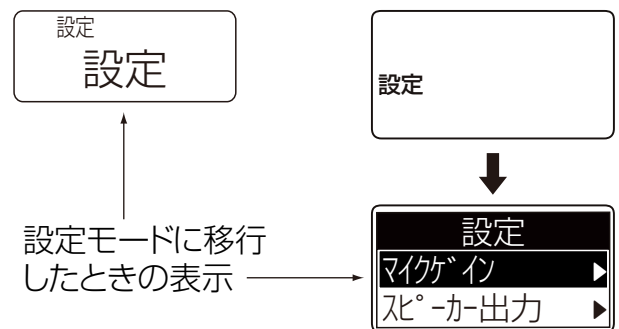 設定
設定
設定
設定モードに移行
したときの表示
設定
マイクゲイン
スピーカー出力